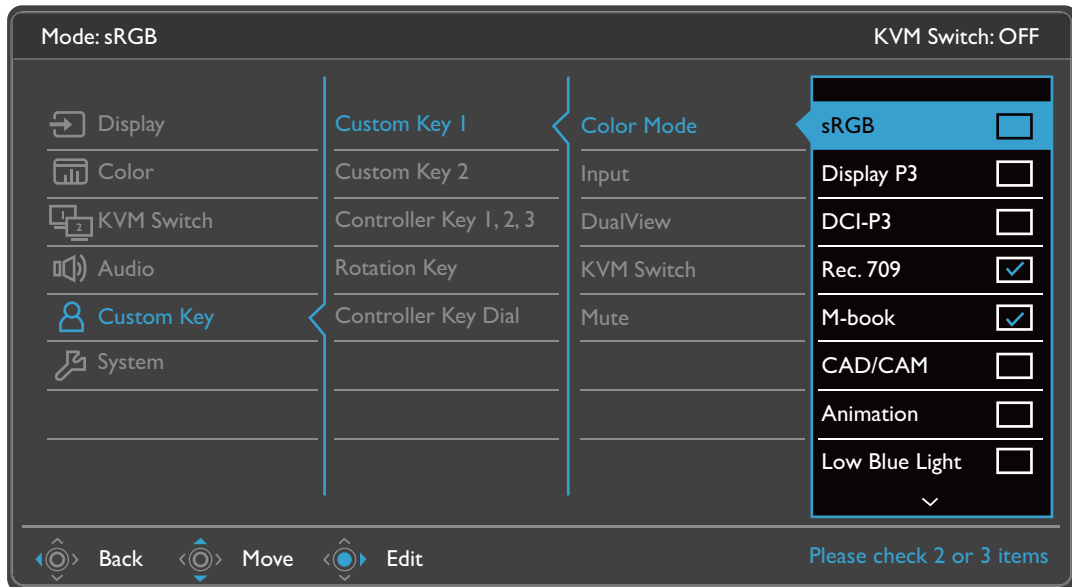 Mode: sRGB
KVM Switch: OFF
Display
Color
1
2
KVM Switch
Audio
Custom Key
System
Custom Key 1
Custom Key 2
Controller Key 1, 2, 3
Rotation Key
Controller Key Dial
Color Mode
Input
DualView
KVM Switch
Mute
sRGB
Display P3
DCI-P3
Rec. 709
M-book
CAD/CAM
Animation
Low Blue Light
Back
Move
Edit
Please check 2 or 3 items